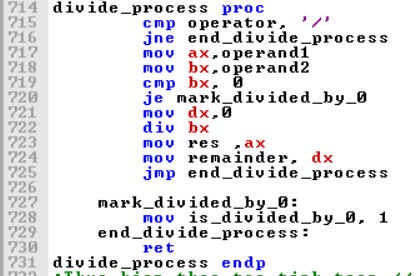 714 divide_process proc
715 cmp operator, '/'
716 jne end_divide_process
717 mov ax,operand1
718 mov bx,operand2
719 cmp bx, 0
720 je mark_divided_by_0
721 mov dx,0
722 div bx
723 mov res ,ax
724 mov remainder, dx
725 jmp end_divide_process
726
727 mark_divided_by_0:
728 mov is_divided_by_0, 1
729 end_divide_process:
730 ret
731 divide_process endp